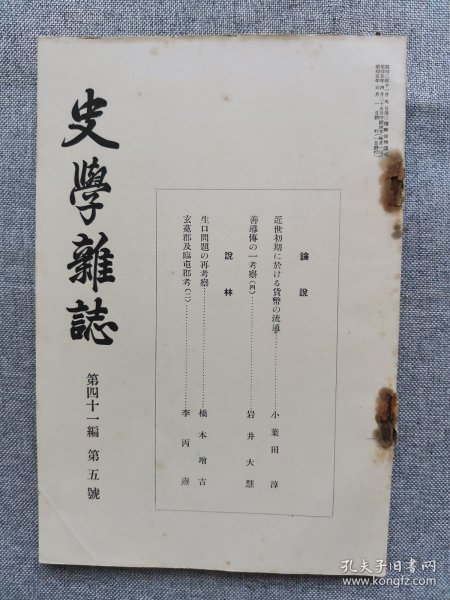 論說
近世初期に於ける貨幣の流通……………小葉田淳
善導傳の一考察(四)……………岩井大慧
說林
生口問題の再考察……………橋本增吉
玄菟郡及臨屯郡考(二)……………李丙燾
史學雜誌
第四十一編 第五號
孔夫子旧书网
www.kongfz.com